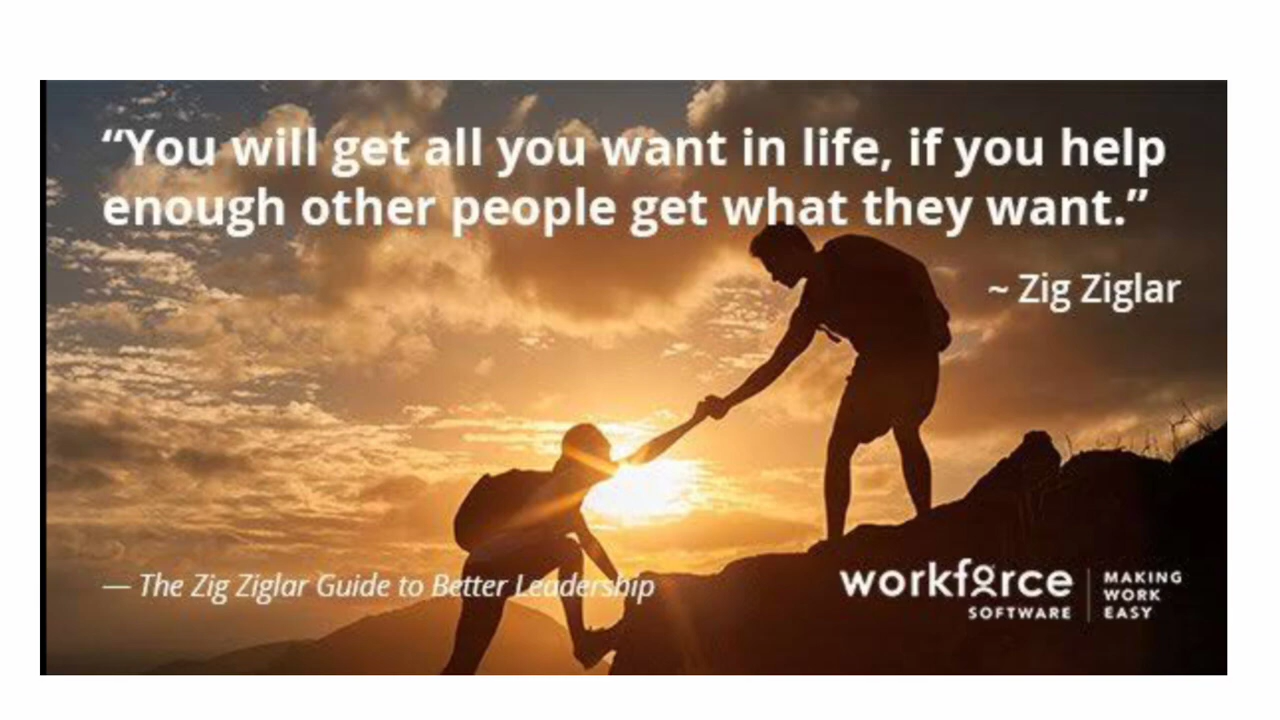 “You will get all you want in life, if you help
enough other people get what they want.”
~ Zig Ziglar
— The Zig Ziglar Guide to Better Leadership
workforce
SOFTWARE
MAKING
WORK
EASY